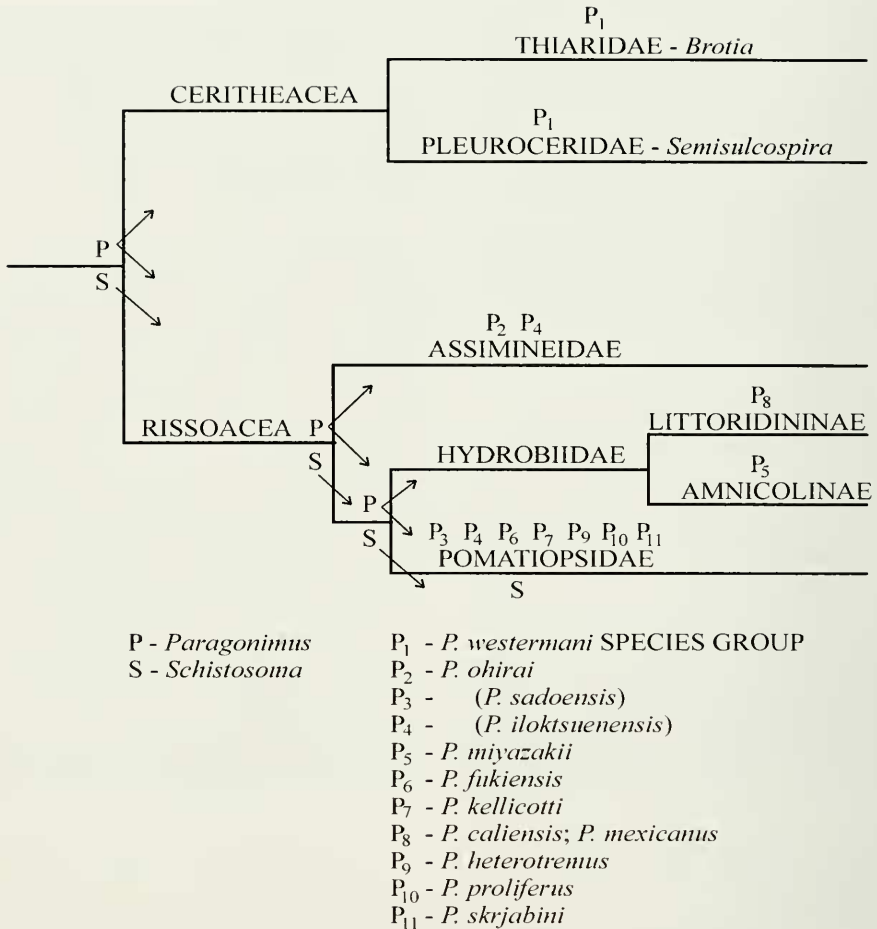 P₁
THIARIDAE - Brotia
CERITHEACEA
P₁
PLEUROCERIDAE - Semisulcospira
P
S
P₂ P₄
ASSIMINEIDAE
P₈
LITTORIDININAE
RISSOACEA P
S
HYDROBIIDAE
P₅
AMNICOLINAE
P
S
P₃ P₄ P₆ P₇ P₉ P₁₀ P₁₁
POMATIOPSIDAE
S
P - Paragonimus
S - Schistosoma
P₁ - P. westermani SPECIES GROUP
P₂ - P. ohirai
P₃ - (P. sadoensis)
P₄ - (P. iloktsuenensis)
P₅ - P. miyazakii
P₆ - P. fukiensis
P₇ - P. kellicotti
P₈ - P. caliensis; P. mexicanus
P₉ - P. heterotremus
P₁₀ - P. proliferus
P₁₁ - P. skrjabini